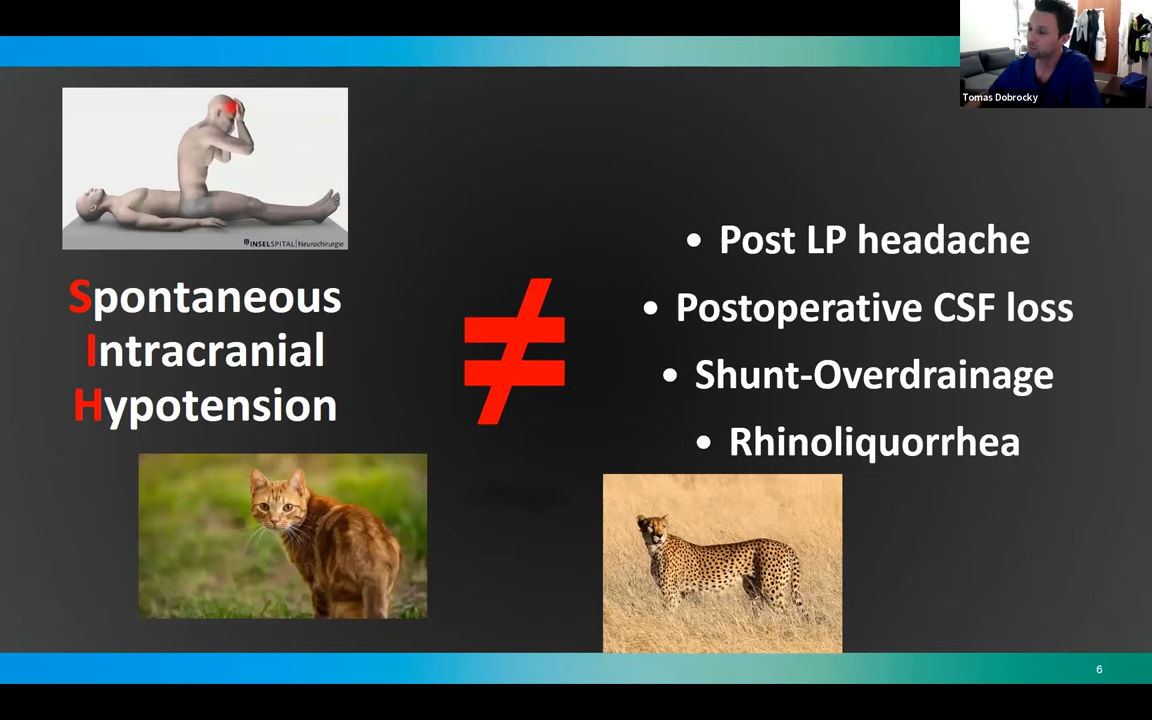 Tomas Dobrocky
INSELSPITAL | Neurochirurgie
Spontaneous
Intracranial
Hypotension
≠
• Post LP headache
• Postoperative CSF loss
• Shunt-Overdrainage
• Rhinoliquorrhea
6